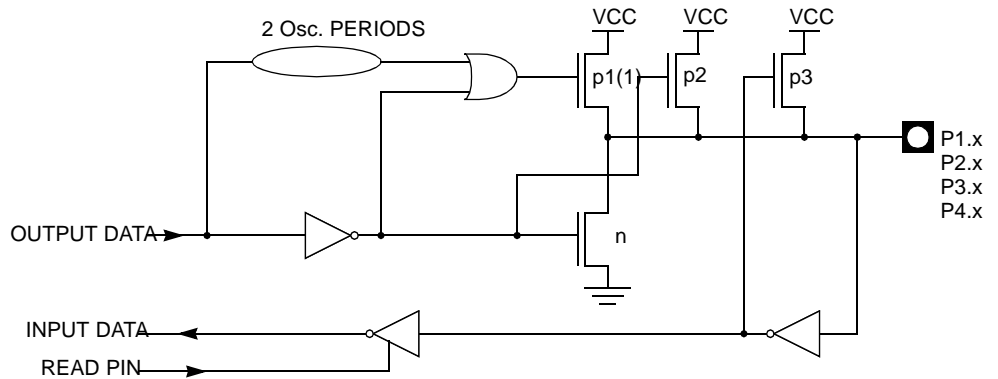 VCC
VCC
VCC
2 Osc. PERIODS
p1(1)
p2
p3
P1.x
P2.x
P3.x
P4.x
OUTPUT DATA
n
INPUT DATA
READ PIN